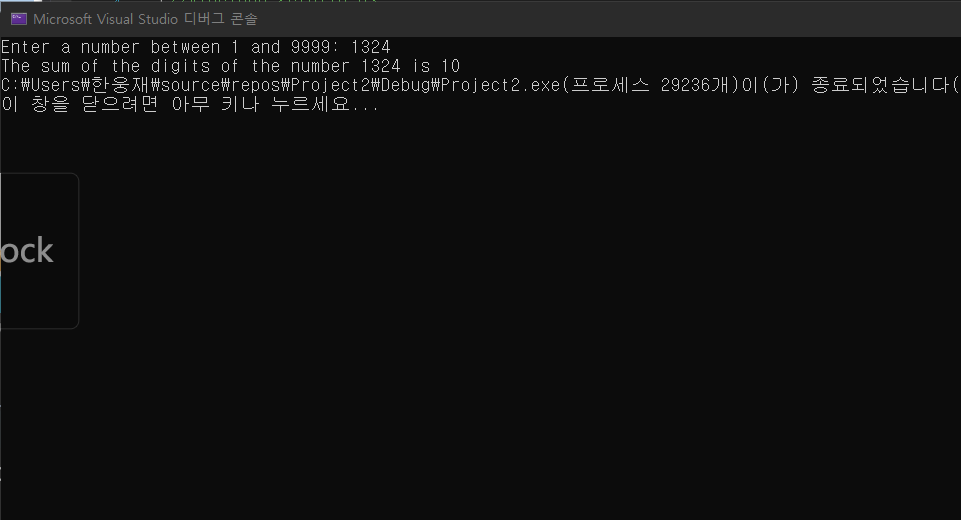 Microsoft Visual Studio 디버그 콘솔
Enter a number between 1 and 9999: 1324
The sum of the digits of the number 1324 is 10
C:₩Users₩한웅재₩source₩repos₩Project2₩Debug₩Project2.exe(프로세스 29236개)이(가) 종료되었습니다(
이 창을 닫으려면 아무 키나 누르세요...
ock